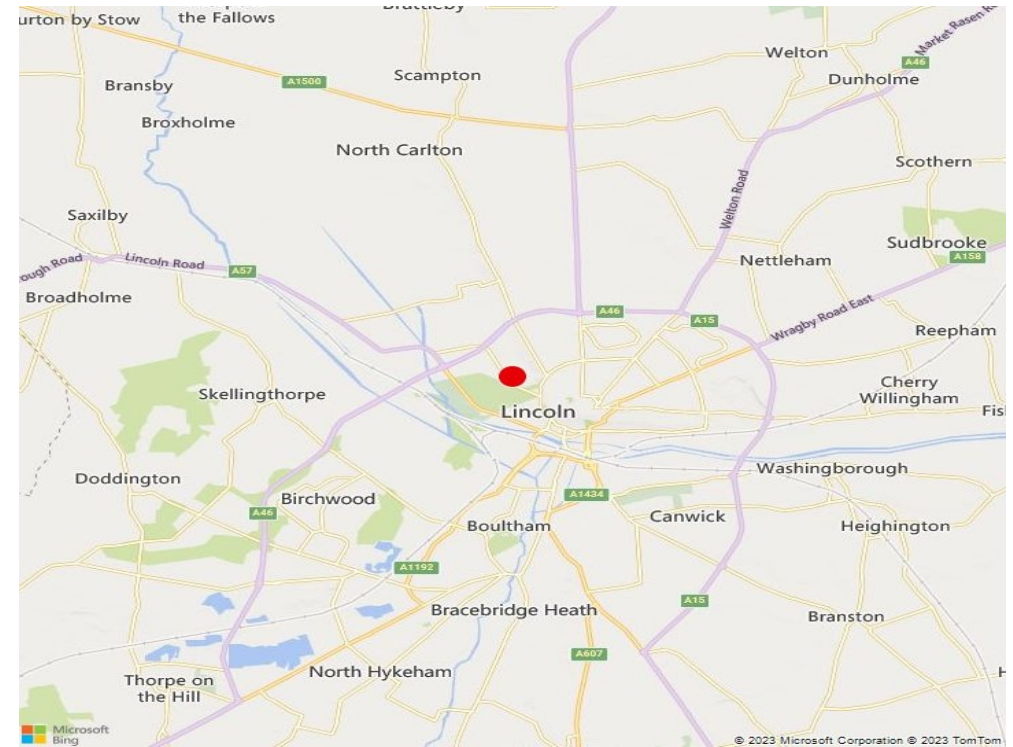 urton by Stow
the Fallows
Brattleby
Welton
Market Rasen R
A46
Dunholme
Scampton
A1500
Bransby
Broxholme
North Carlton
Scothern
Saxilby
Welton Road
Sudbrooke
A158
Nettleham
ough Road
Lincoln Road
A57
Broadholme
A46
A15
Wragby Road East
Reepham
Skellingthorpe
Cherry
Willingham
Fis
Lincoln
Doddington
Washingborough
Birchwood
A46
A1434
Boultham
Canwick
Heighington
A1192
A15
Bracebridge Heath
Branston
A607
North Hykeham
H
Thorpe on
the Hill
Microsoft
Bing
© 2023 Microsoft Corporation © 2023 TomTom